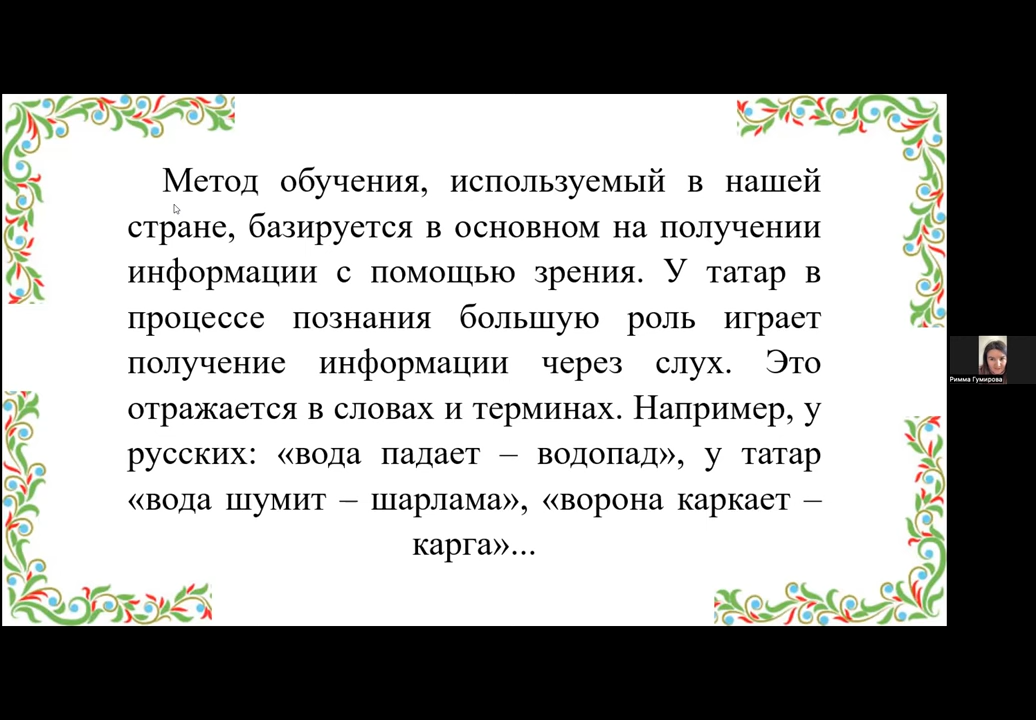 Метод обучения, используемый в нашей
стране, базируется в основном на получении
информации с помощью зрения. У татар в
процессе познания большую роль играет
получение информации через слух. Это
отражается в словах и терминах. Например, у
русских: «вода падает – водопад», у татар
«вода шумит – шарлама», «ворона каркает –
карга»...
Римма Гумирова